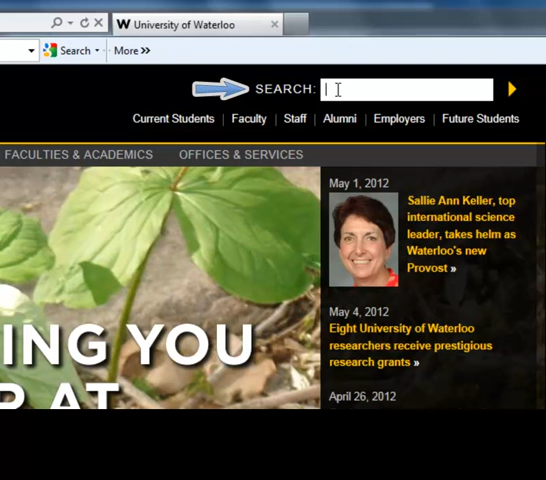 W University of Waterloo
Search
More »
SEARCH:
Current Students | Faculty | Staff | Alumni | Employers | Future Students
FACULTIES & ACADEMICS OFFICES & SERVICES
May 1, 2012
Sallie Ann Keller, top
international science
leader, takes helm as
Waterloo's new
Provost »
ING YOU
May 4, 2012
Eight University of Waterloo
researchers receive prestigious
research grants »
R AT
April 26, 2012